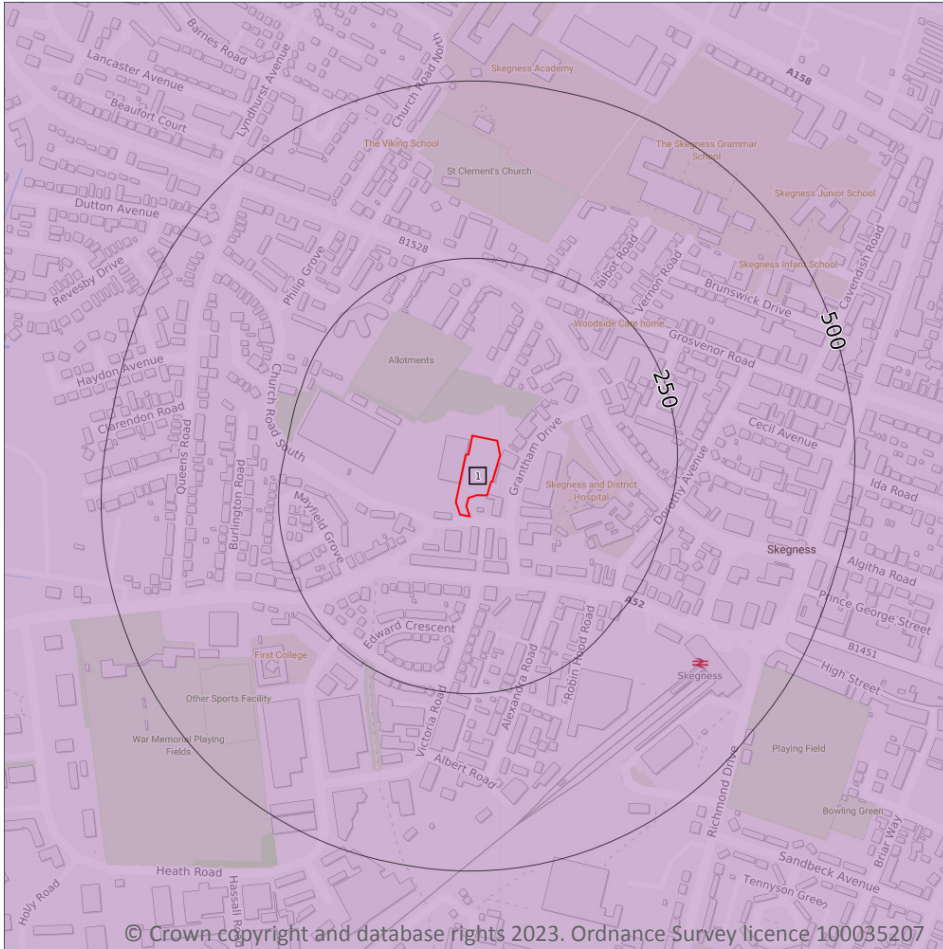 Barnes Road
Lancaster Avenue
Beaufort Court
Lyndhurst Avenue
Church Road North
Skegness Academy
A158
The Viking School
St Clement's Church
The Skegness Grammar
School
Skegness Junior School
Dutton Avenue
B1528
Talbot Road
Vernon Road
Skegness Infant School
Cavendish Road
Revesby Drive
Philip Grove
Brunswick Drive
Woodside Care home
Grosvenor Road
500
250
Allotments
Haydon Avenue
Church Road South
Clarendon Road
Queens Road
Burlington Road
Cecil Avenue
Grantham Drive
1
Skegness and District
Hospital
Dorothy Avenue
Ida Road
Mayfield Grove
Skegness
Algitha Road
A52
Prince George Street
B1451
Edward Crescent
Robin Hood Road
First College
Alexandra Road
Victoria Road
Skegness
High Street
Other Sports Facility
War Memorial Playing
Fields
Albert Road
Playing Field
Richmond Drive
Bowling Green
Briar Way
Heath Road
Holly Road
Hassall R
Sandbeck Avenue
Tennyson Green
© Crown copyright and database rights 2023. Ordnance Survey licence 100035207